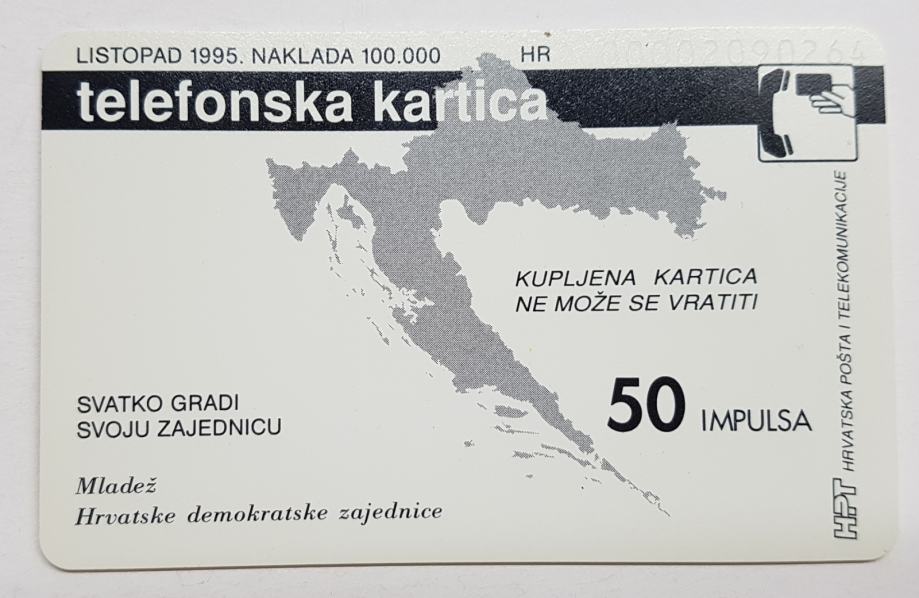 LISTOPAD 1995. NAKLADA 100.000 HR 00202090264
telefonska kartica
KUPLJENA KARTICA
NE MOŽE SE VRATITI
50 IMPULSA
SVATKO GRADI
SVOJU ZAJEDNICU
Mladež
Hrvatske demokratske zajednice
HPT HRVATSKA POŠTA I TELEKOMUNIKACIJE